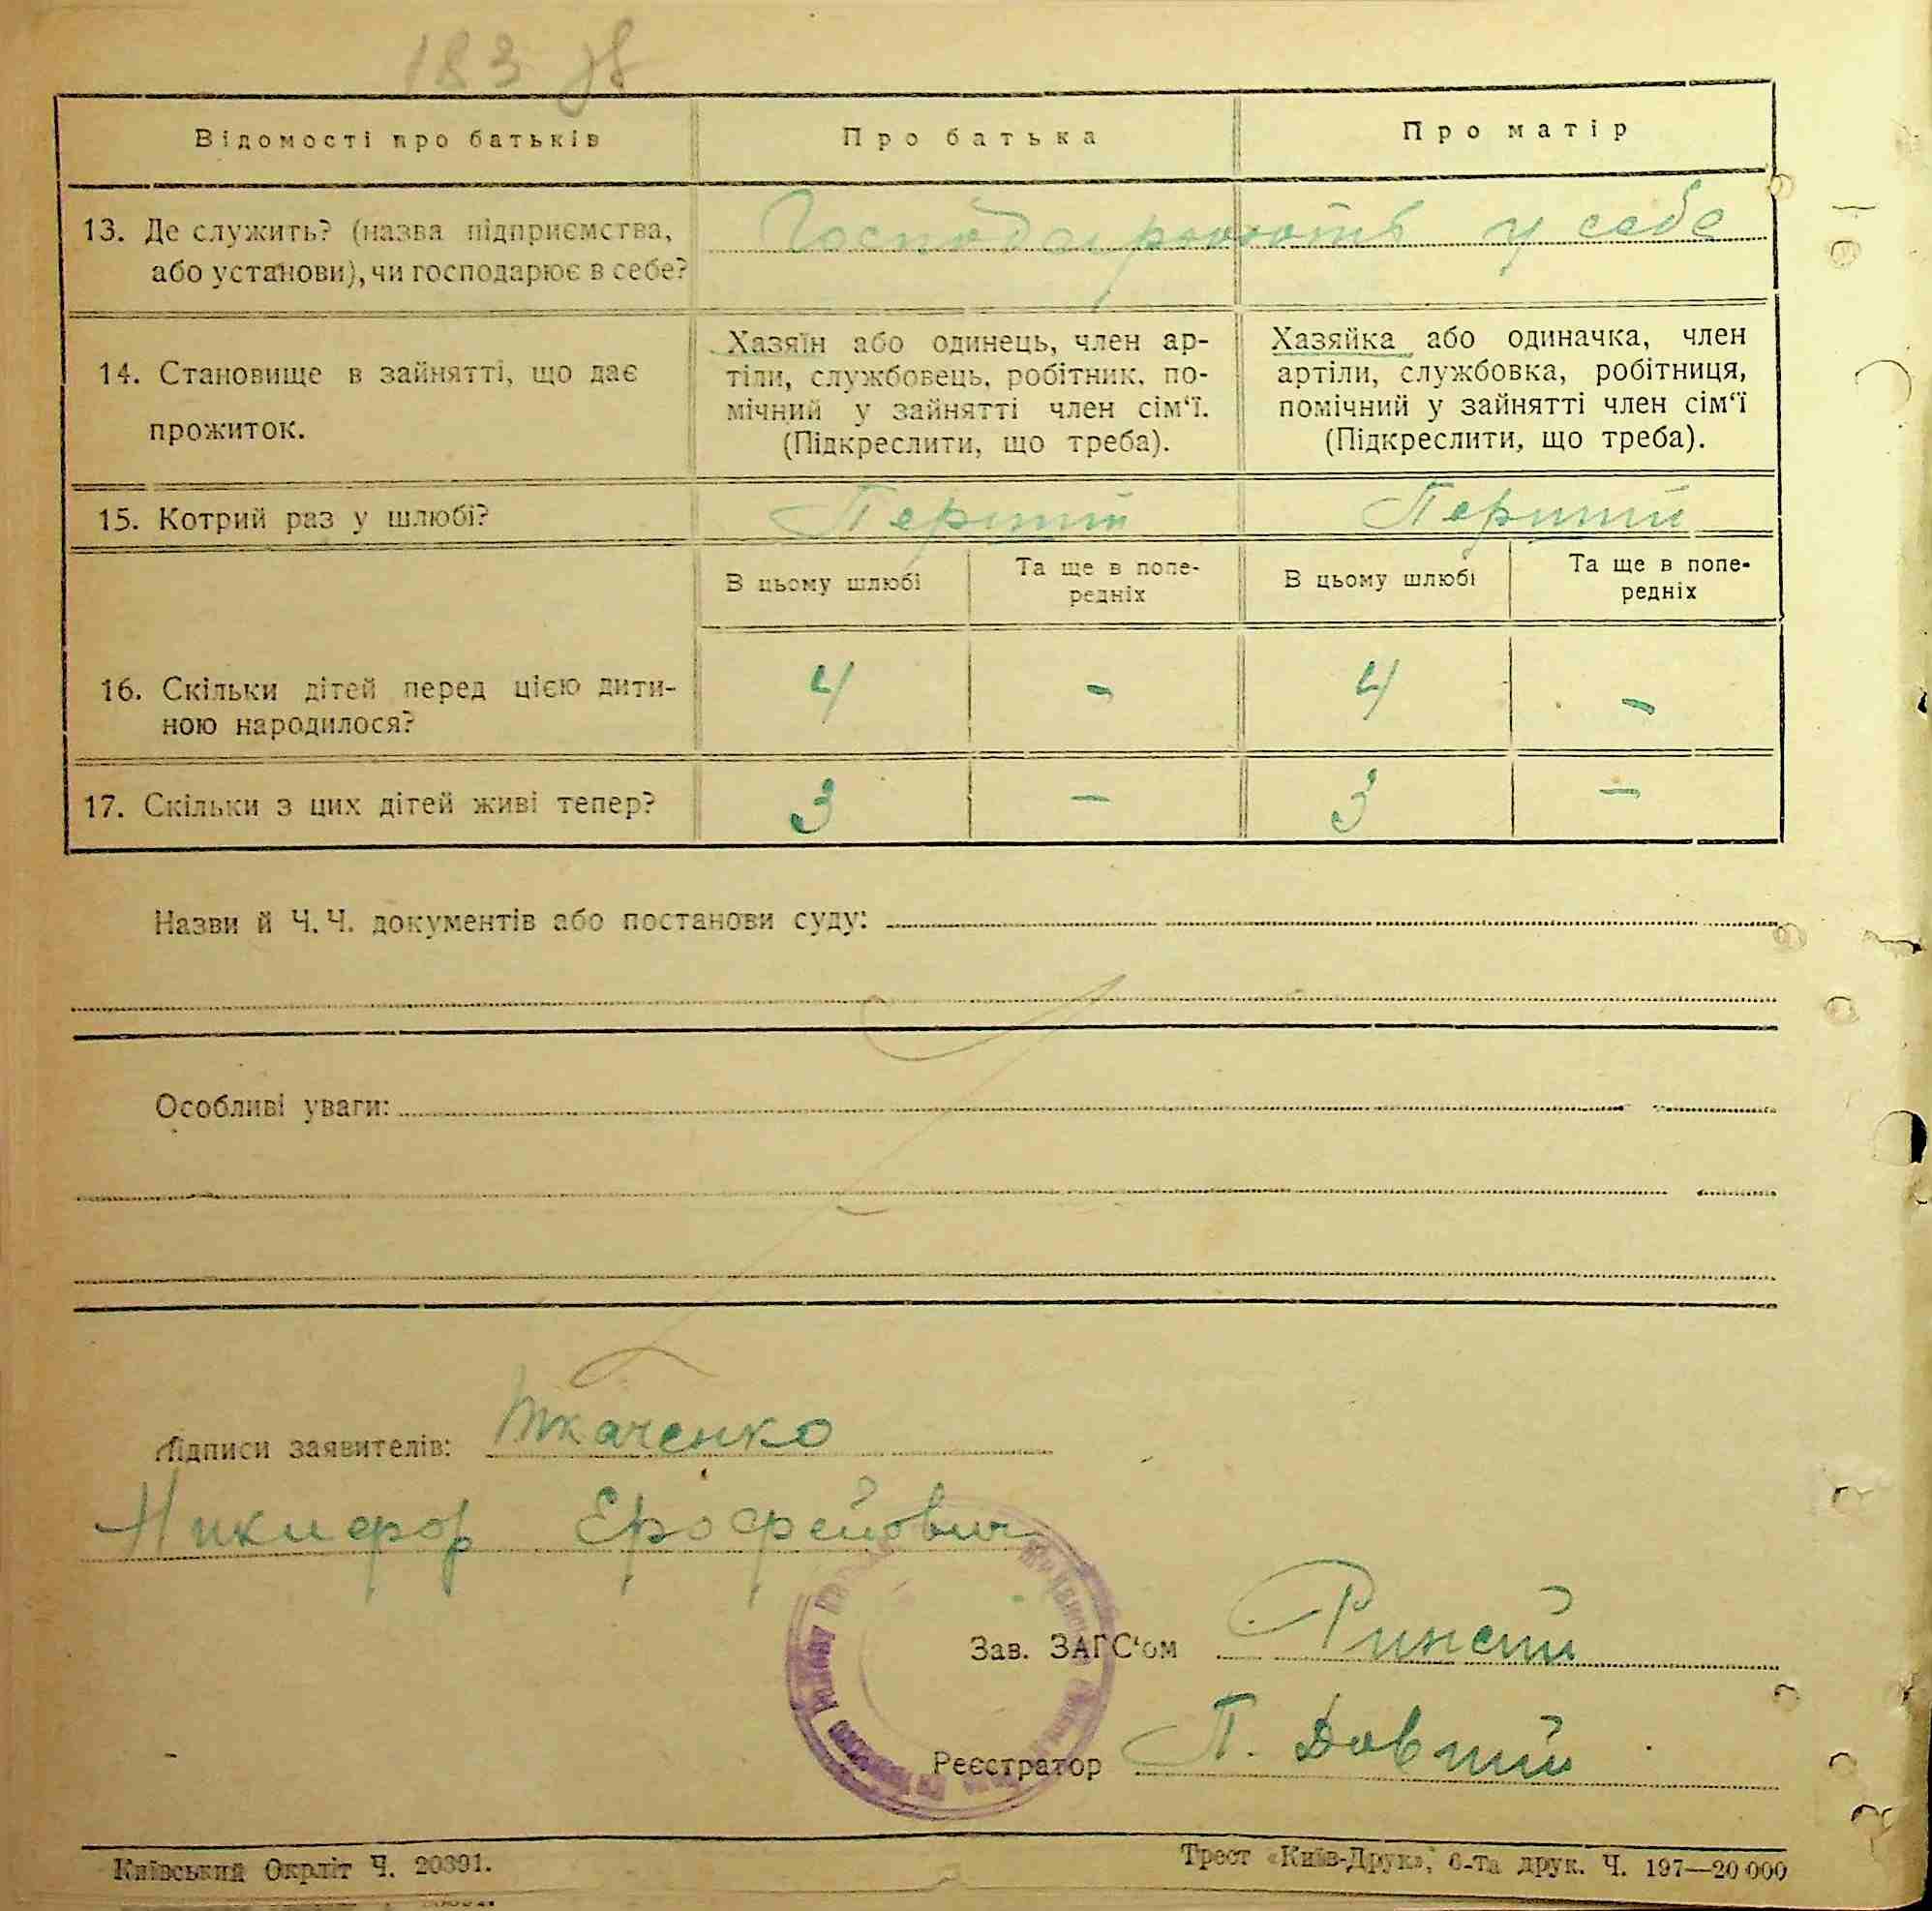 183 зв
Відомості про батьків
Про батька
Про матір
13. Де служить? (назва підприємства,
або установи), чи господарює в себе?
Господарюють у себе
14. Становище в зайнятті, що дає
прожиток.
Хазяїн або одинець, член ар-
тіли, службовець, робітник, по-
мічний у зайнятті член сім‘ї.
(Підкреслити, що треба).
Хазяйка або одиначка, член
артіли, службовка, робітниця,
помічний у зайнятті член сім‘ї
(Підкреслити, що треба).
15. Котрий раз у шлюбі?
Перший
Перший
В цьому шлюбі
Та ще в попе-
редніх
В цьому шлюбі
Та ще в попе-
редніх
16. Скільки дітей перед цією дити-
ною народилося?
4
-
4
-
17. Скільки з цих дітей живі тепер?
3
-
3
-
Назви й Ч. Ч. документів або постанови суду:
Особливі уваги:
Підписи заявителів: Ткаченко
Никифор Ерофейович
Зав. ЗАГС‘ом
Реєстратор П. Довгий
Київський Окрліт Ч. 20391.
Трест «Київ-Друк», 6-та друк. Ч. 197—20 000